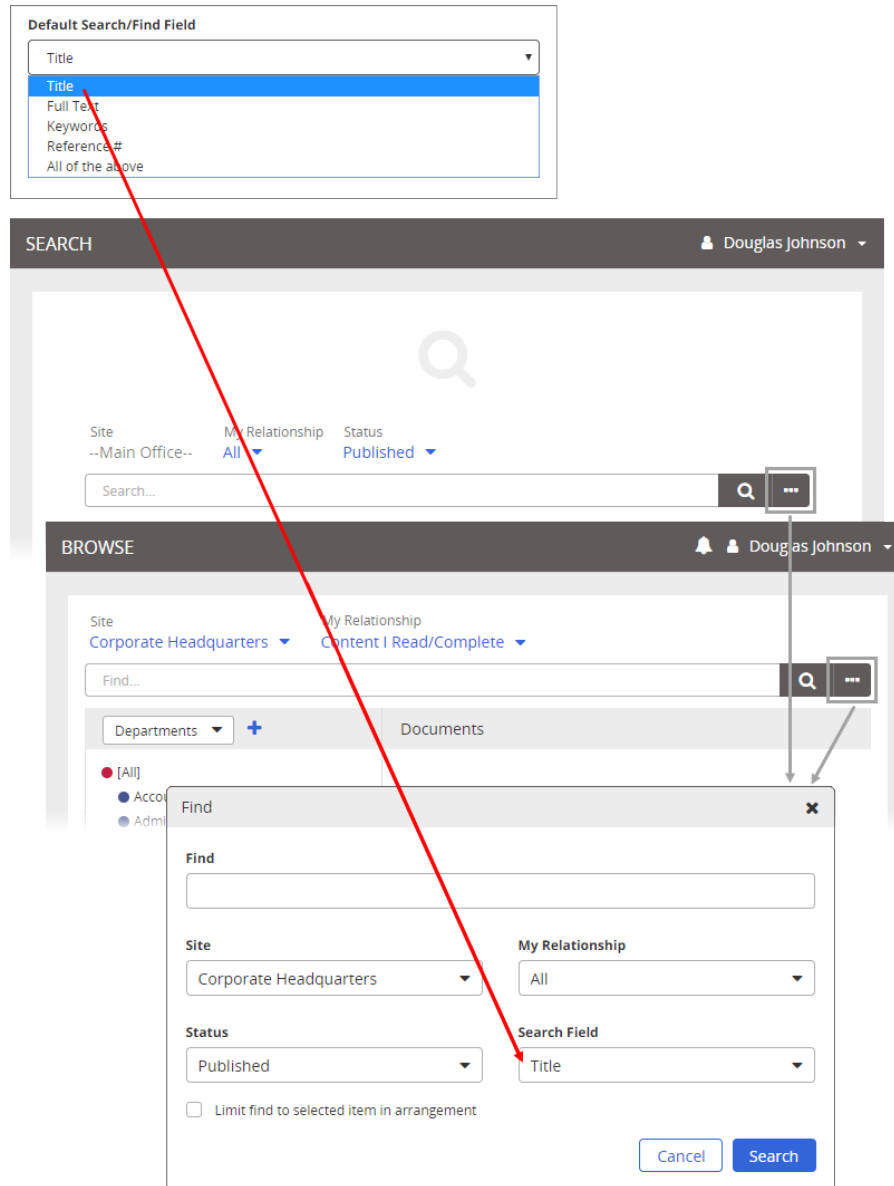 Default Search/Find Field
Title
Title
Full Text
Keywords
Reference #
All of the above
SEARCH
Douglas Johnson
Site My Relationship Status
--Main Office-- All Published
Search...
BROWSE
Douglas Johnson
Site My Relationship
Corporate Headquarters Content I Read/Complete
Find...
Departments Documents
[All]
Accou
Admi
Find
Find
Site My Relationship
Corporate Headquarters All
Status Search Field
Published Title
Limit find to selected item in arrangement
Cancel Search